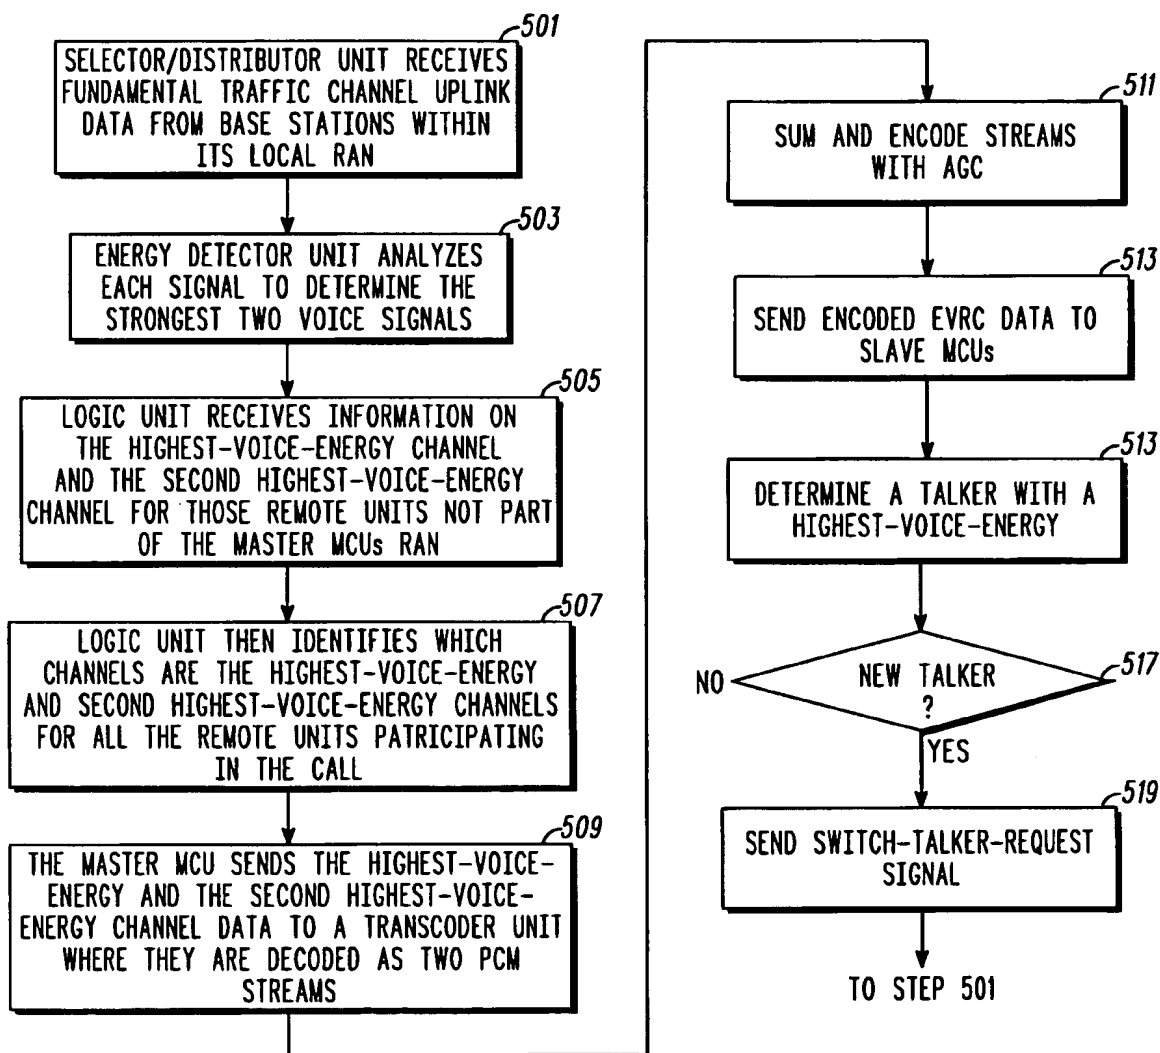 501
SELECTOR/DISTRIBUTOR UNIT RECEIVES
FUNDAMENTAL TRAFFIC CHANNEL UPLINK
DATA FROM BASE STATIONS WITHIN
ITS LOCAL RAN
503
ENERGY DETECTOR UNIT ANALYZES
EACH SIGNAL TO DETERMINE THE
STRONGEST TWO VOICE SIGNALS
505
LOGIC UNIT RECEIVES INFORMATION ON
THE HIGHEST-VOICE-ENERGY CHANNEL
AND THE SECOND HIGHEST-VOICE-ENERGY
CHANNEL FOR THOSE REMOTE UNITS NOT PART
OF THE MASTER MCUs RAN
507
LOGIC UNIT THEN IDENTIFIES WHICH
CHANNELS ARE THE HIGHEST-VOICE-ENERGY
AND SECOND HIGHEST-VOICE-ENERGY CHANNELS
FOR ALL THE REMOTE UNITS PATRICIPATING
IN THE CALL
509
THE MASTER MCU SENDS THE HIGHEST-VOICE-
ENERGY AND THE SECOND HIGHEST-VOICE-
ENERGY CHANNEL DATA TO A TRANSCODER UNIT
WHERE THEY ARE DECODED AS TWO PCM
STREAMS
511
SUM AND ENCODE STREAMS
WITH AGC
513
SEND ENCODED EVRC DATA TO
SLAVE MCUs
513
DETERMINE A TALKER WITH A
HIGHEST-VOICE-ENERGY
517
NO
NEW TALKER
?
YES
519
SEND SWITCH-TALKER-REQUEST
SIGNAL
TO STEP 501